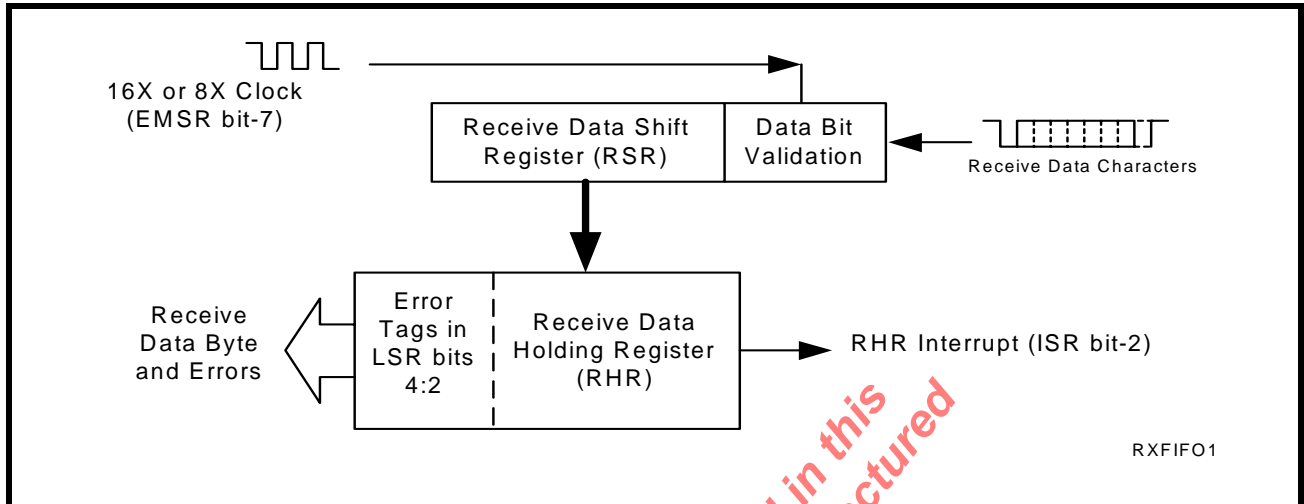 16X or 8X Clock
(EMSR bit-7)
Receive Data Shift
Register (RSR)
Data Bit
Validation
Receive Data Characters
Receive
Data Byte
and Errors
Error
Tags in
LSR bits
4:2
Receive Data
Holding Register
(RHR)
RHR Interrupt (ISR bit-2)
in this
RXFIFO1